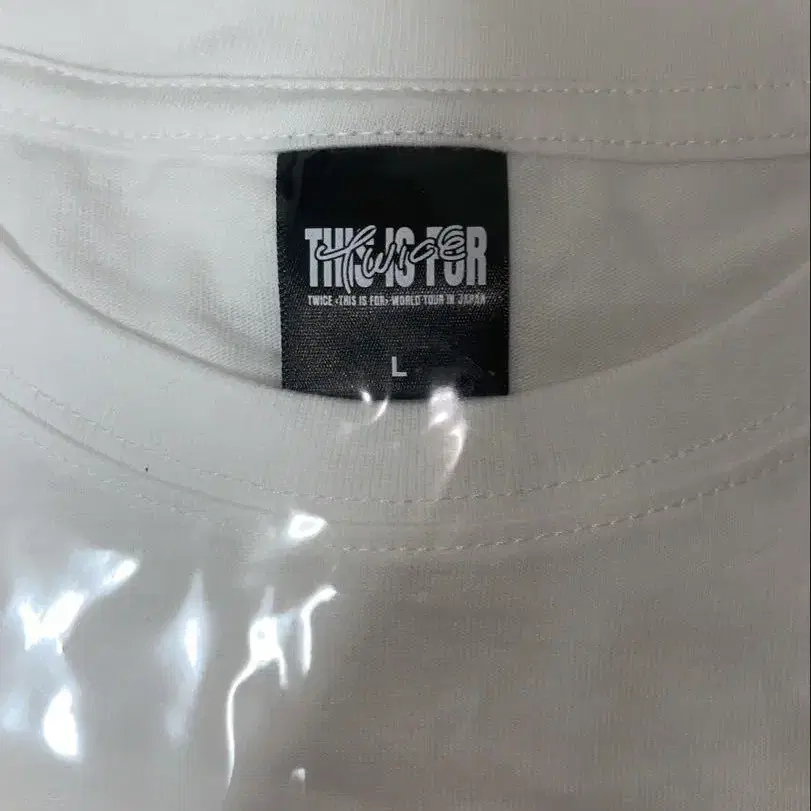 THIS IS FOR
TWICE
TWICE <THIS IS FOR> WORLD TOUR IN JAPAN
L